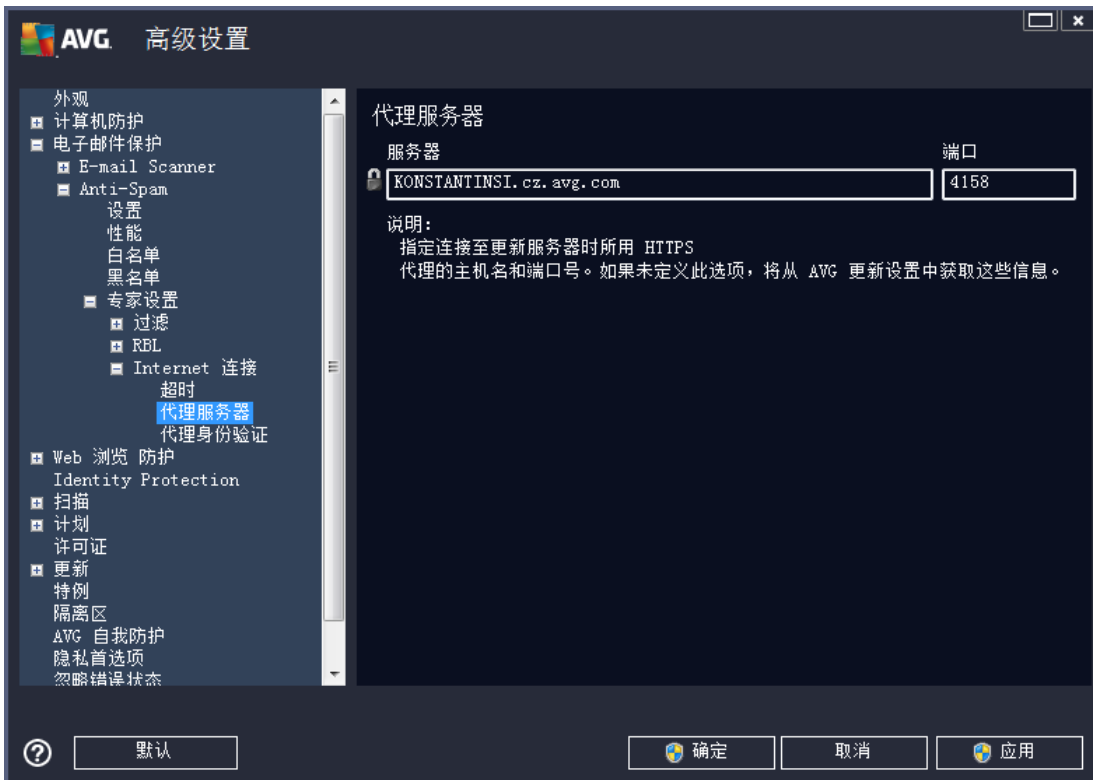 AVG. 高级设置
外观
计算机防护
电子邮件保护
E-mail Scanner
Anti-Spam
设置
性能
白名单
黑名单
专家设置
过滤
RBL
Internet 连接
超时
代理服务器
代理身份验证
Web 浏览 防护
Identity Protection
扫描
计划
许可证
更新
特例
隔离区
AVG 自我防护
隐私首选项
忽略错误状态
代理服务器
服务器 端口
KONSTANTINSI.cz.avg.com 4158
说明:
指定连接至更新服务器时所用 HTTPS
代理的主机名和端口号。如果未定义此选项,将从 AVG 更新设置中获取这些信息。
默认 确定 取消 应用